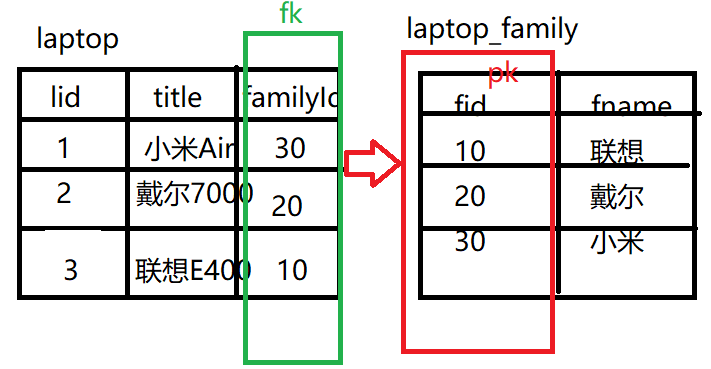 fk
laptop
laptop_family
pk
lid title familyId
1 小米Air 30
2 戴尔7000 20
3 联想E400 10
fid fname
10 联想
20 戴尔
30 小米